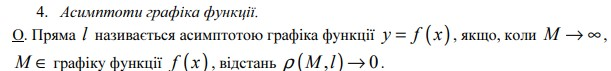 4. Асимптоти графіка функції.
О. Пряма l називається асимптотою графіка функції y = f(x), якщо, коли M → ∞,
M ∈ графіку функції f(x), відстань ρ(M,l) → 0.